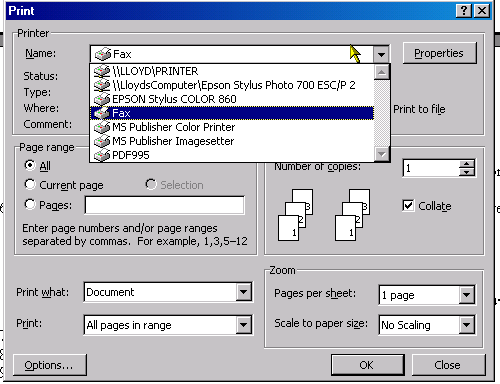 Print
Printer
Name: Fax Properties
\\LLOYD\PRINTER
Status: \\LloydsComputer\Epson Stylus Photo 700 ESC/P 2
Type: EPSON Stylus COLOR 860
Where: Fax Print to file
Comment: MS Publisher Color Printer
MS Publisher Imagesetter
PDF995
Page range
All
Current page Selection
Pages:
Enter page numbers and/or page ranges
separated by commas. For example, 1,3,5–12
Number of copies: 1
1 2 3 1 2 3
Collate
Print what: Document
Print: All pages in range
Zoom
Pages per sheet: 1 page
Scale to paper size: No Scaling
Options... OK Close